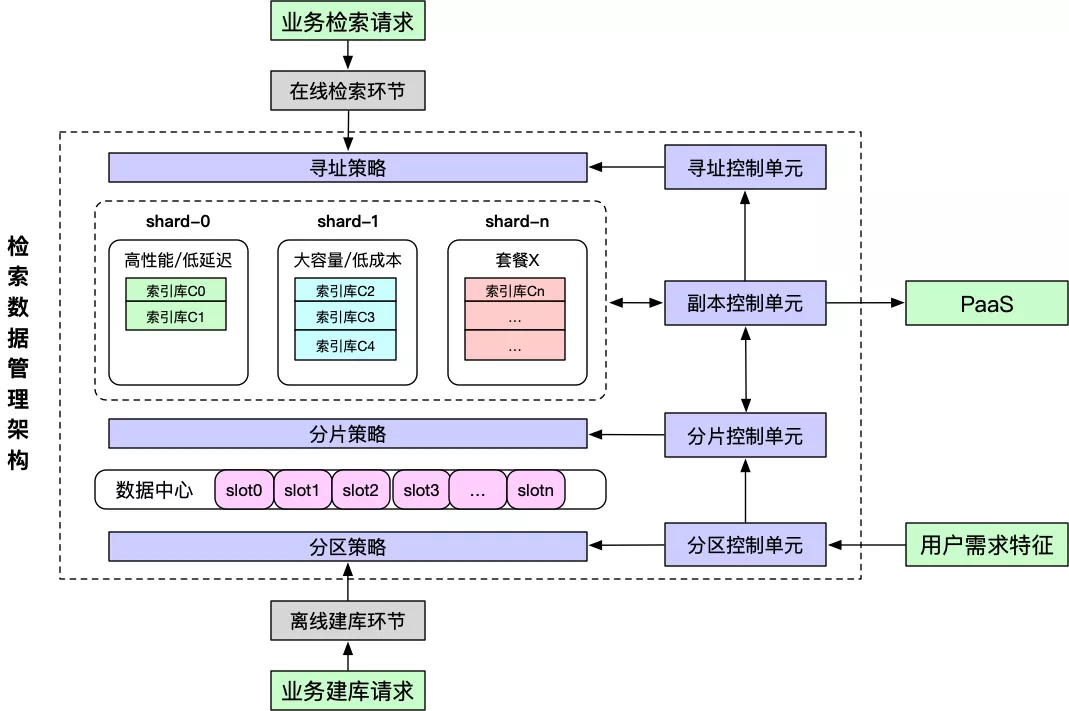 业务检索请求
在线检索环节
寻址策略
寻址控制单元
检索数据管理架构
shard-0
shard-1
shard-n
高性能/低延迟
大容量/低成本
套餐X
索引库C0
索引库C2
索引库Cn
索引库C1
索引库C3
...
索引库C4
...
副本控制单元
PaaS
分片策略
分片控制单元
数据中心
slot0
slot1
slot2
slot3
...
slotn
分区策略
分区控制单元
用户需求特征
离线建库环节
业务建库请求